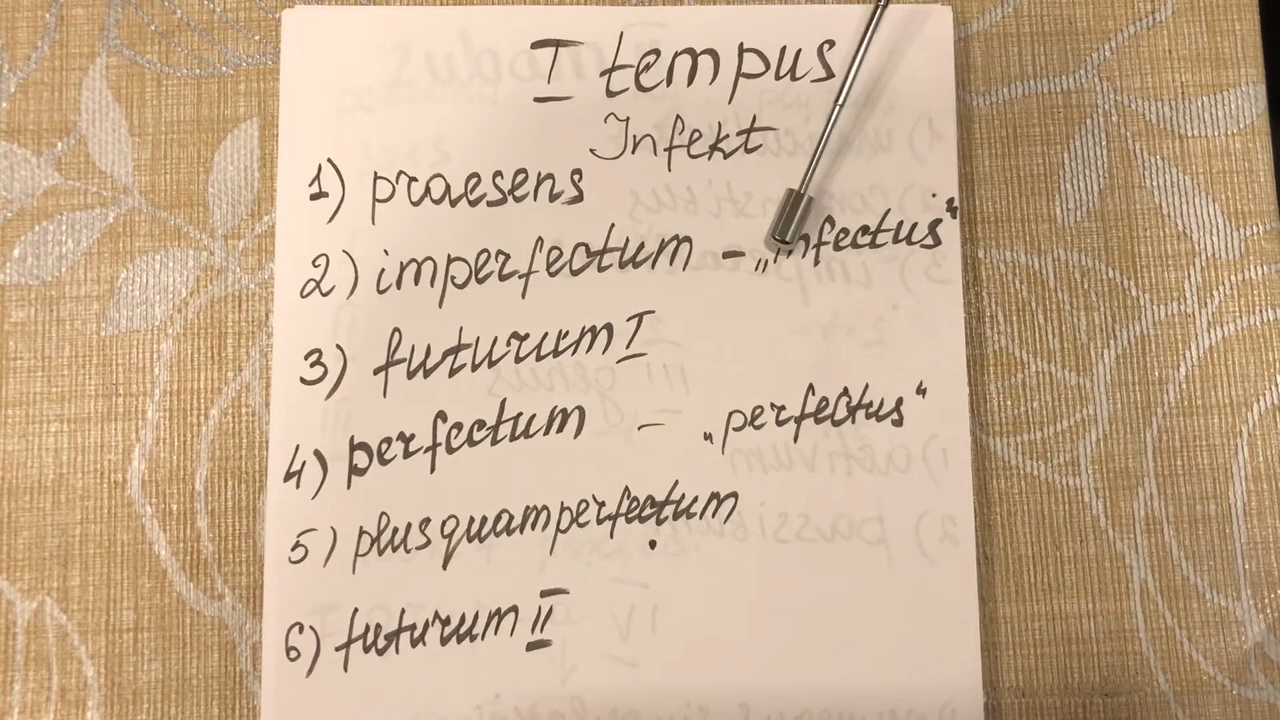 I tempus
Infekt
1) praesens
2) imperfectum - „infectus“
3) futurum I
4) perfectum - „perfectus“
5) plusquamperfectum
6) futurum II